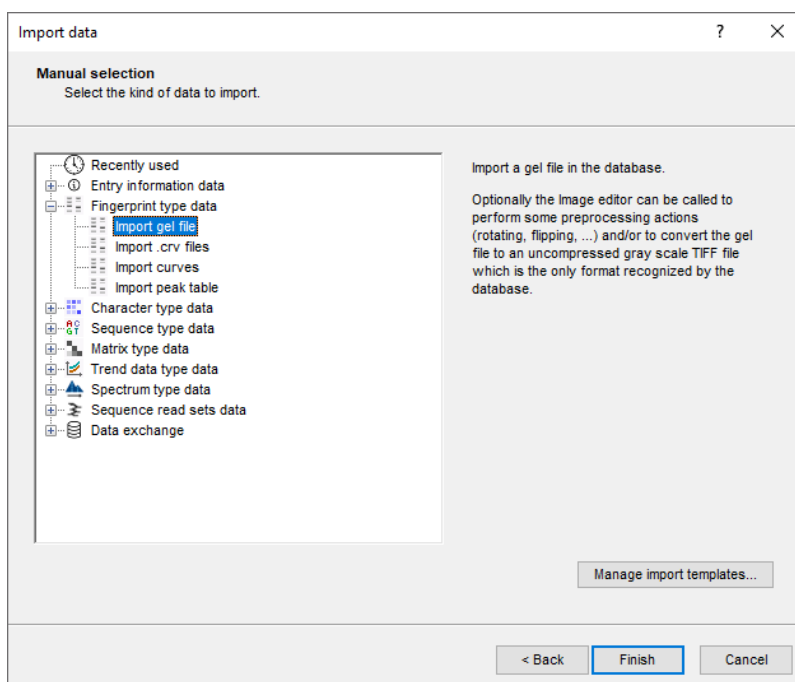 Import data
?
Manual selection
Select the kind of data to import.
Recently used
Entry information data
Fingerprint type data
Import gel file
Import .crv files
Import curves
Import peak table
Character type data
Sequence type data
Matrix type data
Trend data type data
Spectrum type data
Sequence read sets data
Data exchange
Import a gel file in the database.
Optionally the Image editor can be called to
perform some preprocessing actions
(rotating, flipping, ...) and/or to convert the gel
file to an uncompressed gray scale TIFF file
which is the only format recognized by the
database.
Manage import templates...
< Back
Finish
Cancel